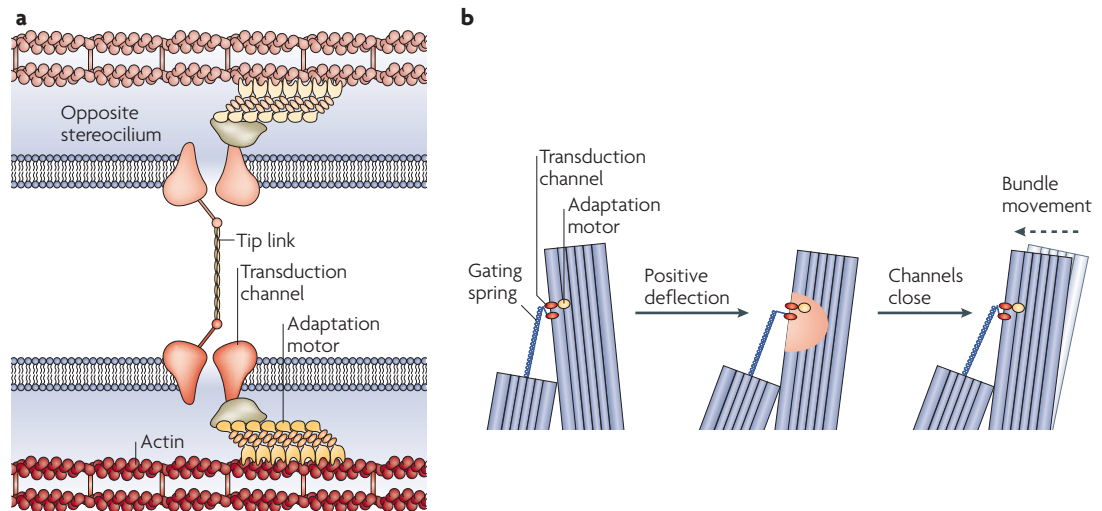 a
Opposite
stereocilium
Tip link
Transduction
channel
Adaptation
motor
Actin
b
Transduction
channel
Adaptation
motor
Gating
spring
Positive
deflection
Channels
close
Bundle
movement